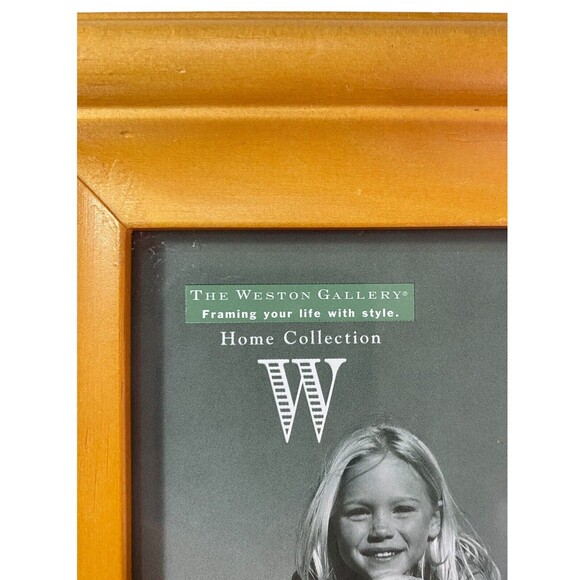 The Weston Gallery®
Framing your life with style.
Home Collection
W